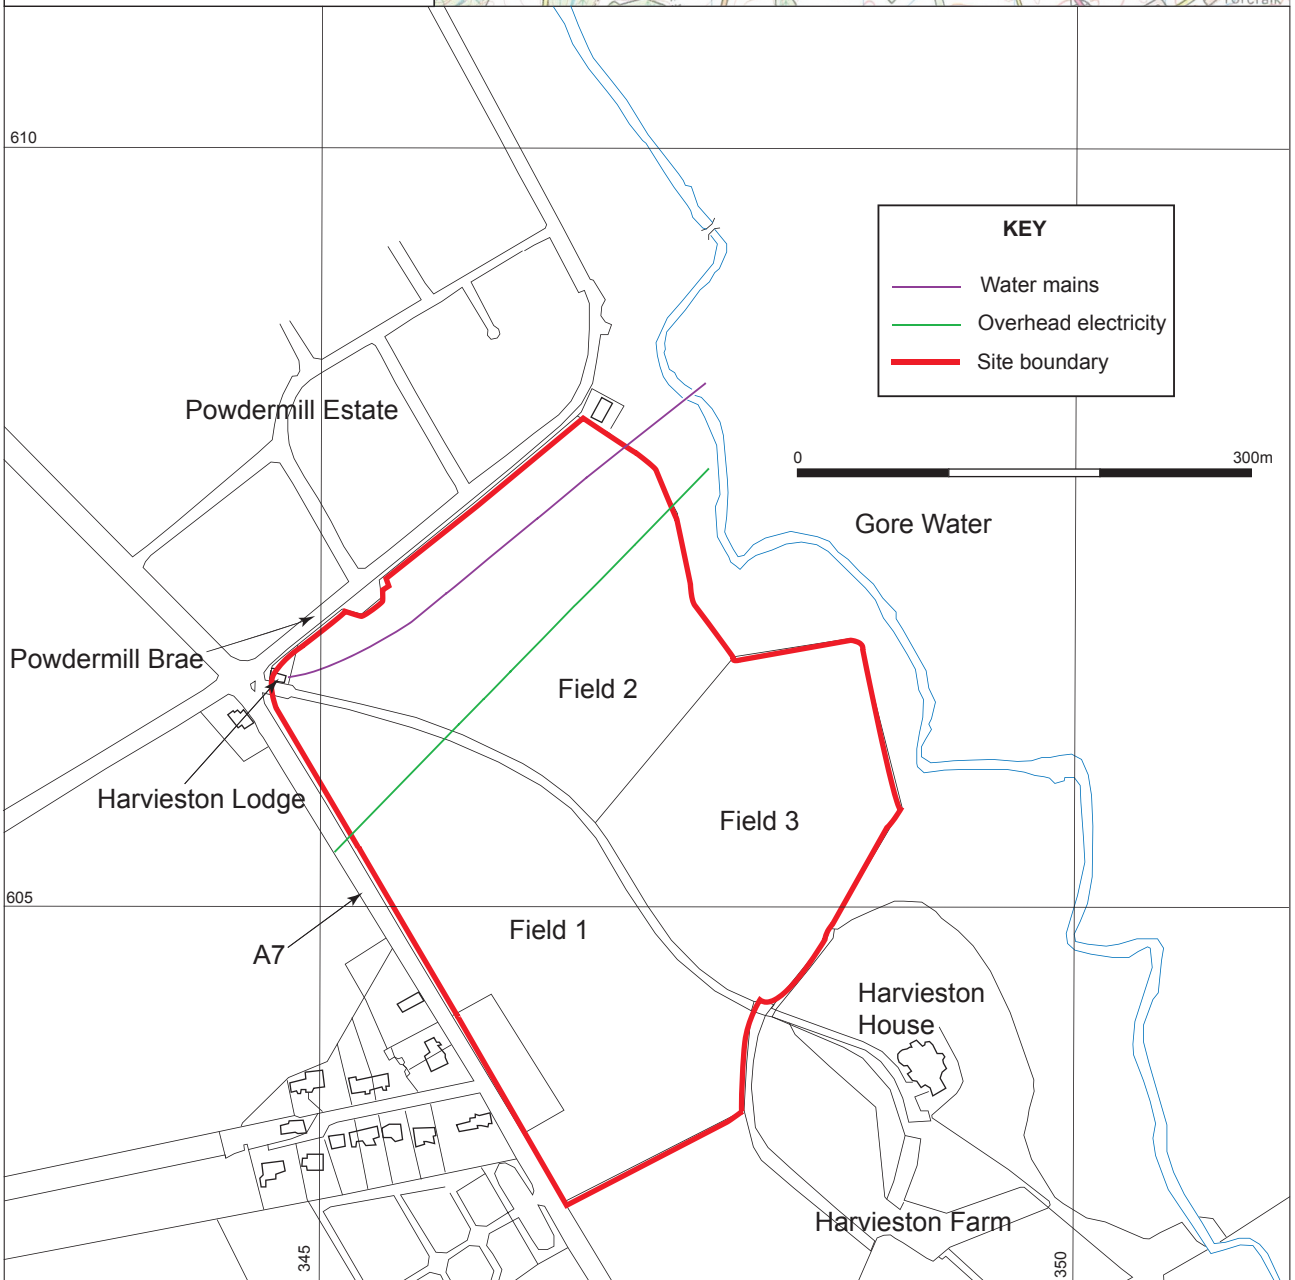 610
KEY
Water mains
Overhead electricity
Site boundary
Powdermill Estate
0 300m
Gore Water
Powdermill Brae
Field 2
Harvieston Lodge
Field 3
605
Field 1
A7
Harvieston
House
Harvieston Farm
345
350